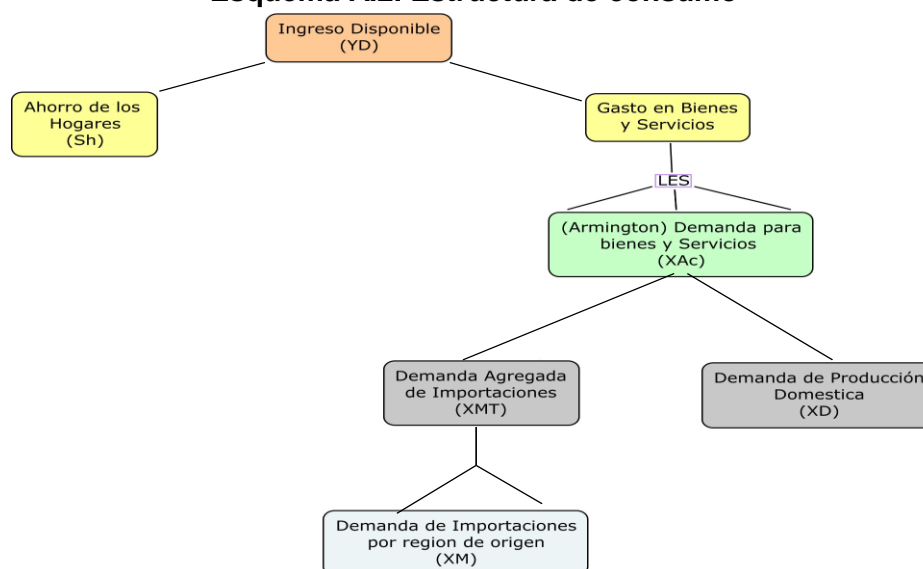 Ingreso Disponible
(YD)
Ahorro de los
Hogares
(Sh)
Gasto en Bienes
y Servicios
LES
(Armington) Demanda para
bienes y Servicios
(XAc)
Demanda Agregada
de Importaciones
(XMT)
Demanda de Producción
Domestica
(XD)
Demanda de Importaciones
por region de origen
(XM)